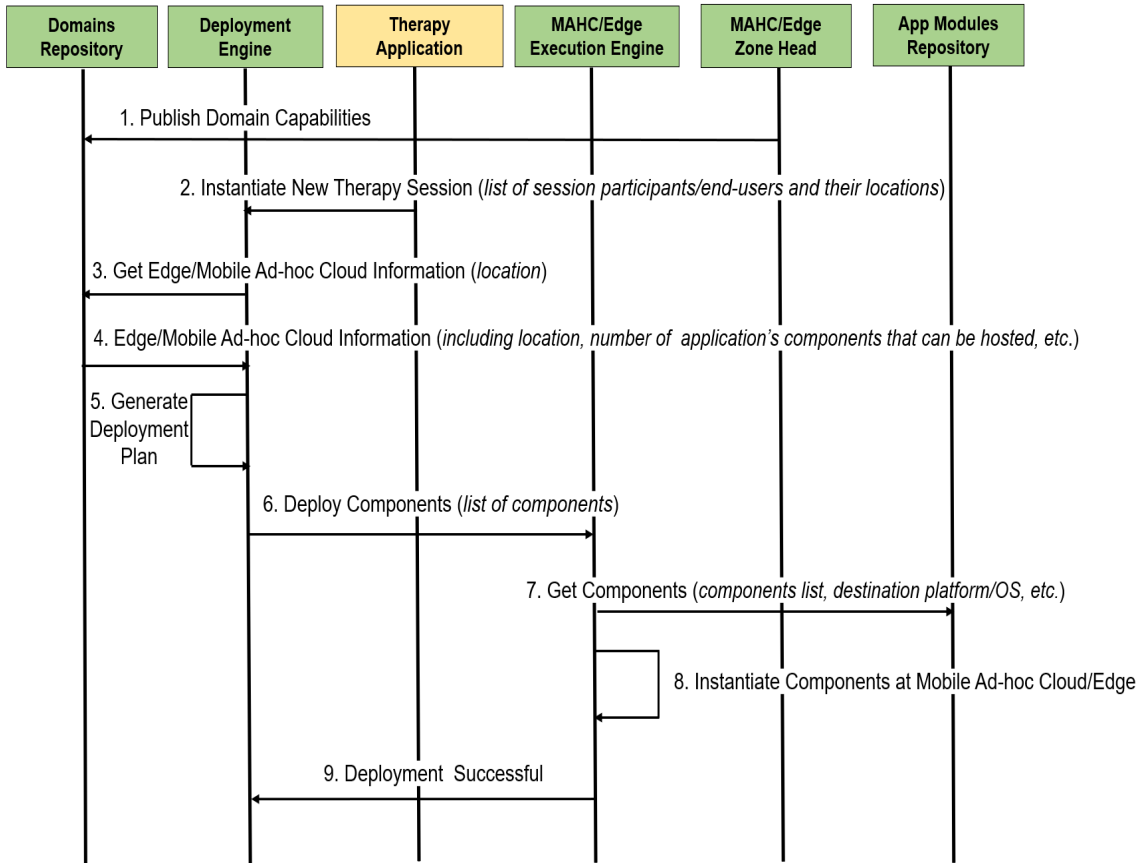 Domains
Repository
Deployment
Engine
Therapy
Application
MAHC/Edge
Execution Engine
MAHC/Edge
Zone Head
App Modules
Repository
1. Publish Domain Capabilities
2. Instantiate New Therapy Session (list of session participants/end-users and their locations)
3. Get Edge/Mobile Ad-hoc Cloud Information (location)
4. Edge/Mobile Ad-hoc Cloud Information (including location, number of application's components that can be hosted, etc.)
5. Generate
Deployment
Plan
6. Deploy Components (list of components)
7. Get Components (components list, destination platform/OS, etc.)
8. Instantiate Components at Mobile Ad-hoc Cloud/Edge
9. Deployment Successful